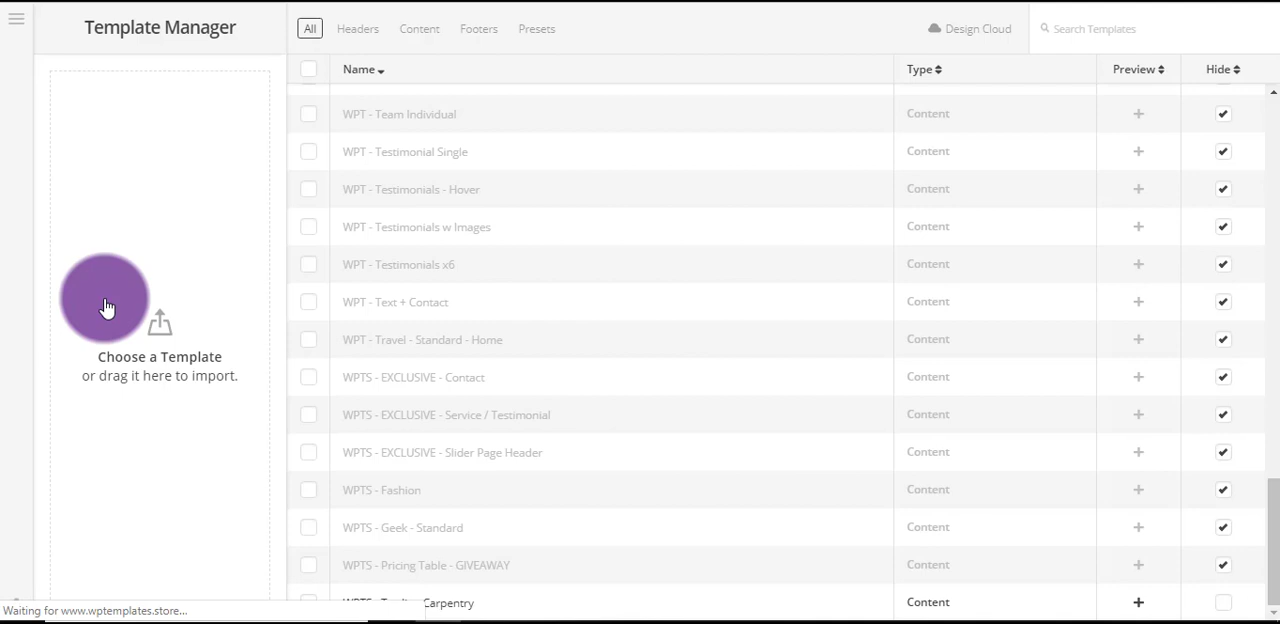 Template Manager
All Headers Content Footers Presets Design Cloud Search Templates
Name Type Preview Hide
WPT - Team Individual Content
WPT - Testimonial Single Content
WPT - Testimonials - Hover Content
WPT - Testimonials w Images Content
WPT - Testimonials x6 Content
WPT - Text + Contact Content
WPT - Travel - Standard - Home Content
WPTS - EXCLUSIVE - Contact Content
WPTS - EXCLUSIVE - Service / Testimonial Content
WPTS - EXCLUSIVE - Slider Page Header Content
WPTS - Fashion Content
WPTS - Geek - Standard Content
WPTS - Pricing Table - GIVEAWAY Content
Carpentry Content
Choose a Template
or drag it here to import.
Waiting for www.wptemplates.store...